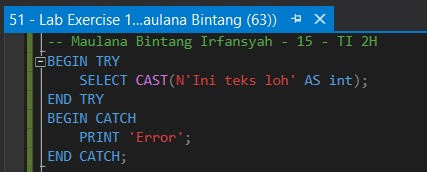 51 - Lab Exercise 1...aulana Bintang (63))
-- Maulana Bintang Irfansyah - 15 - TI 2H
BEGIN TRY
    SELECT CAST(N'Ini teks loh' AS int);
END TRY
BEGIN CATCH
    PRINT 'Error';
END CATCH;